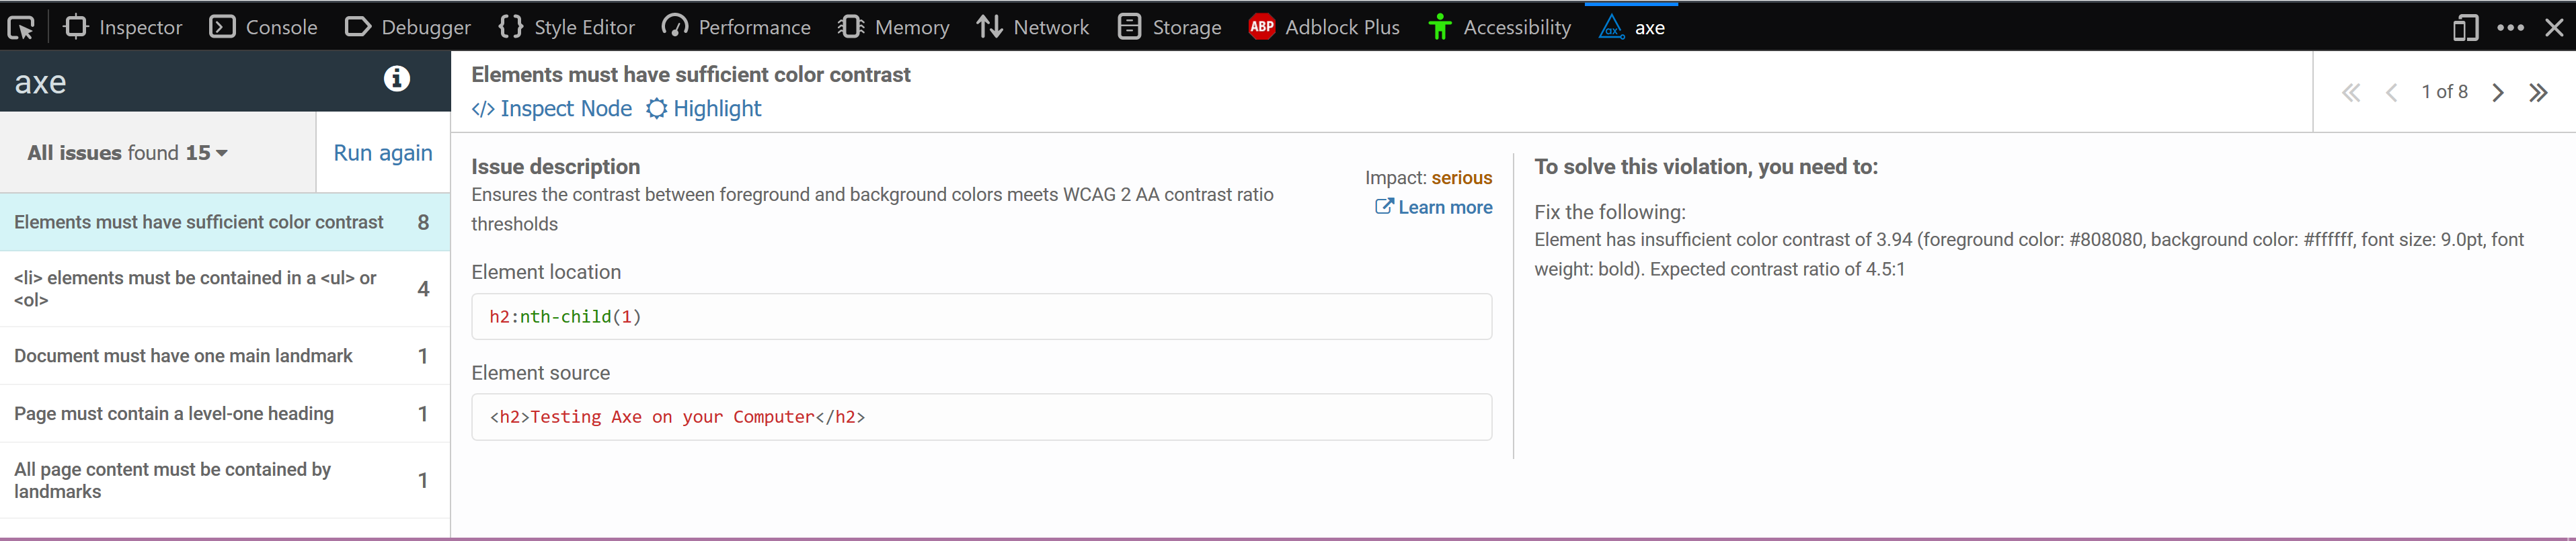 Inspector Console Debugger {} Style Editor Performance Memory Network Storage ABP Adblock Plus Accessibility ax axe
axe
All issues found 15 Run again
Elements must have sufficient color contrast 8
<li> elements must be contained in a <ul> or
<ol> 4
Document must have one main landmark 1
Page must contain a level-one heading 1
All page content must be contained by
landmarks 1
Elements must have sufficient color contrast
</> Inspect Node Highlight
1 of 8
Issue description
Ensures the contrast between foreground and background colors meets WCAG 2 AA contrast ratio
thresholds
Impact: serious
Learn more
Element location
h2:nth-child(1)
Element source
<h2>Testing Axe on your Computer</h2>
To solve this violation, you need to:
Fix the following:
Element has insufficient color contrast of 3.94 (foreground color: #808080, background color: #ffffff, font size: 9.0pt, font
weight: bold). Expected contrast ratio of 4.5:1